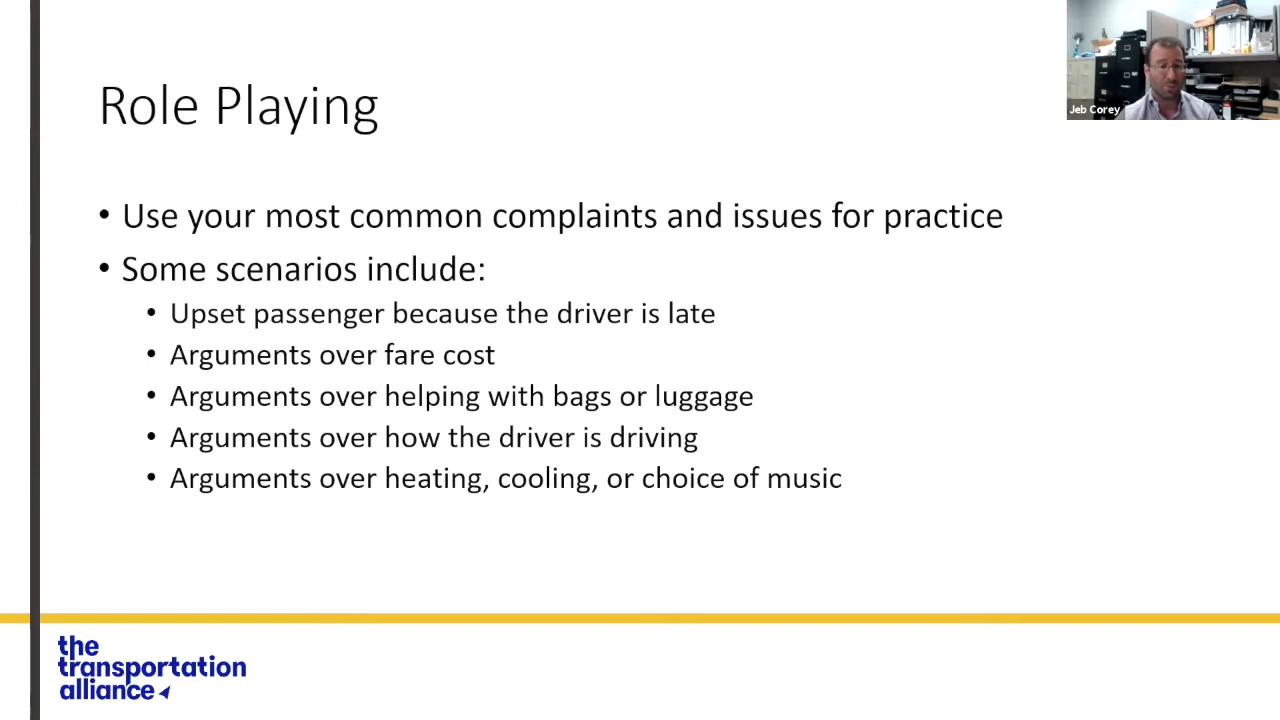 Role Playing
• Use your most common complaints and issues for practice
• Some scenarios include:
• Upset passenger because the driver is late
• Arguments over fare cost
• Arguments over helping with bags or luggage
• Arguments over how the driver is driving
• Arguments over heating, cooling, or choice of music
Jeb Corey
the
transportation
alliance